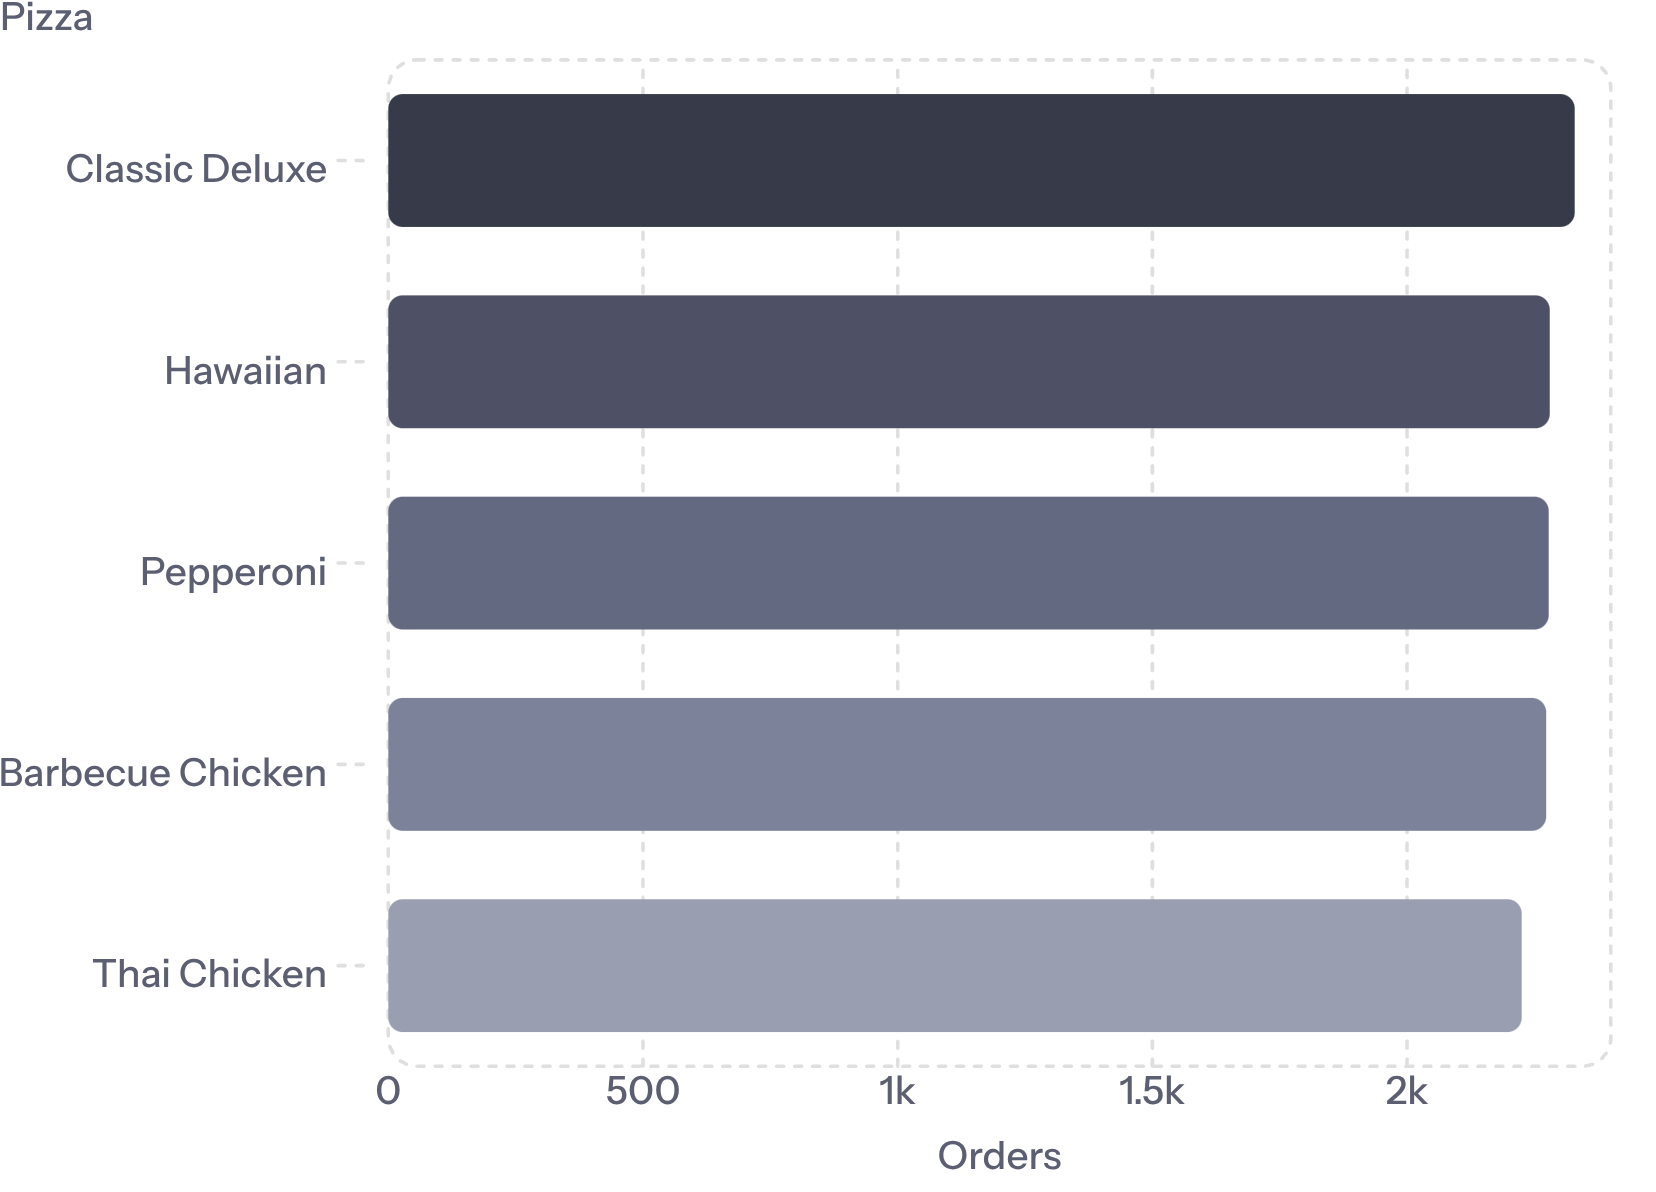 Pizza
Classic Deluxe
Hawaiian
Pepperoni
Barbecue Chicken
Thai Chicken
0 500 1k 1.5k 2k
Orders